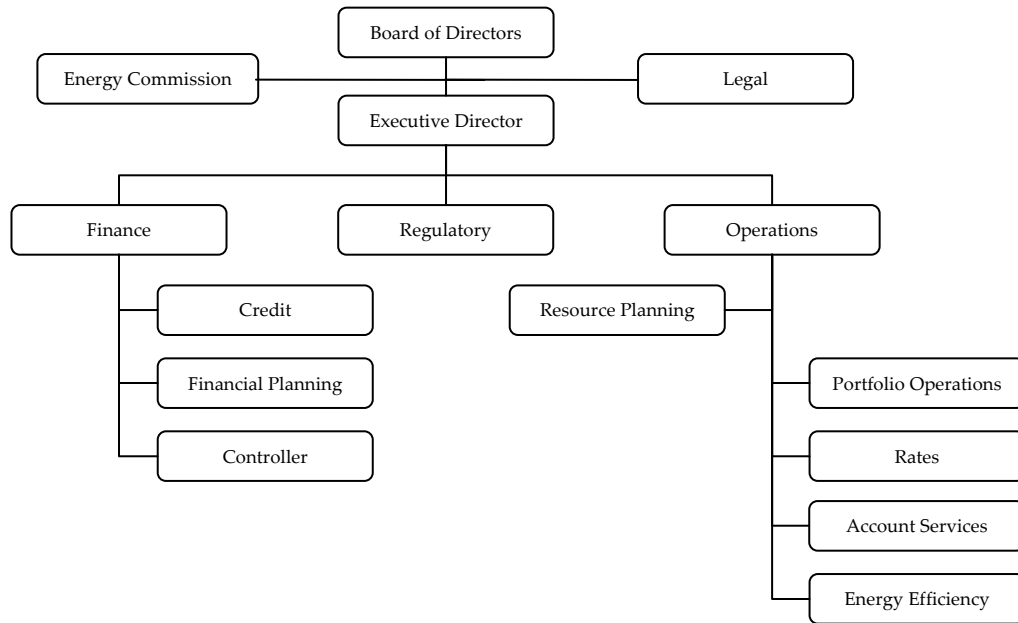 Board of Directors
Energy Commission
Legal
Executive Director
Finance
Regulatory
Operations
Credit
Resource Planning
Financial Planning
Portfolio Operations
Controller
Rates
Account Services
Energy Efficiency